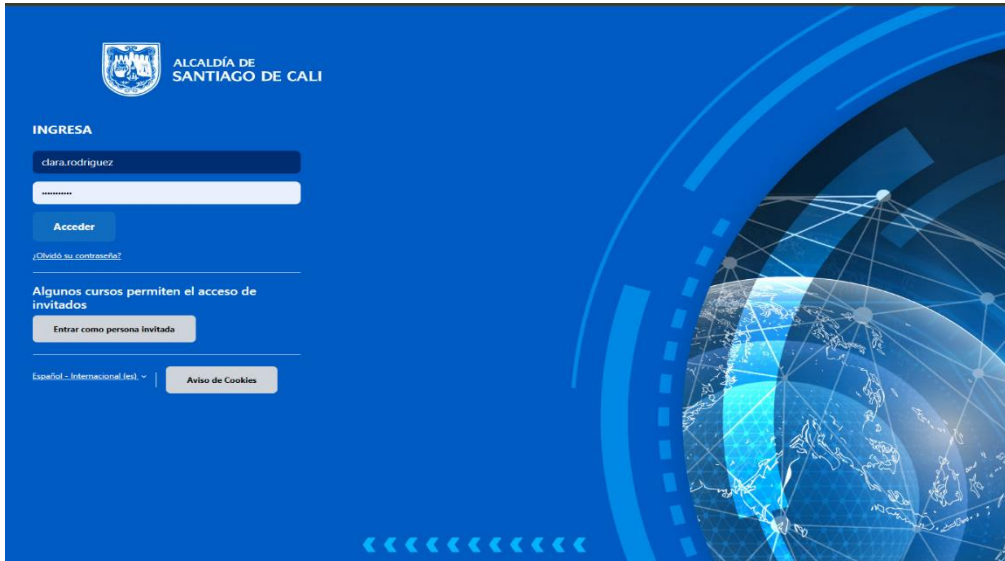 ALCALDÍA DE
SANTIAGO DE CALI
INGRESA
clara.rodriguez
•••••••••••
Acceder
¿Olvidó su contraseña?
Algunos cursos permiten el acceso de
invitados
Entrar como persona invitada
Español - Internacional (es)
Aviso de Cookies